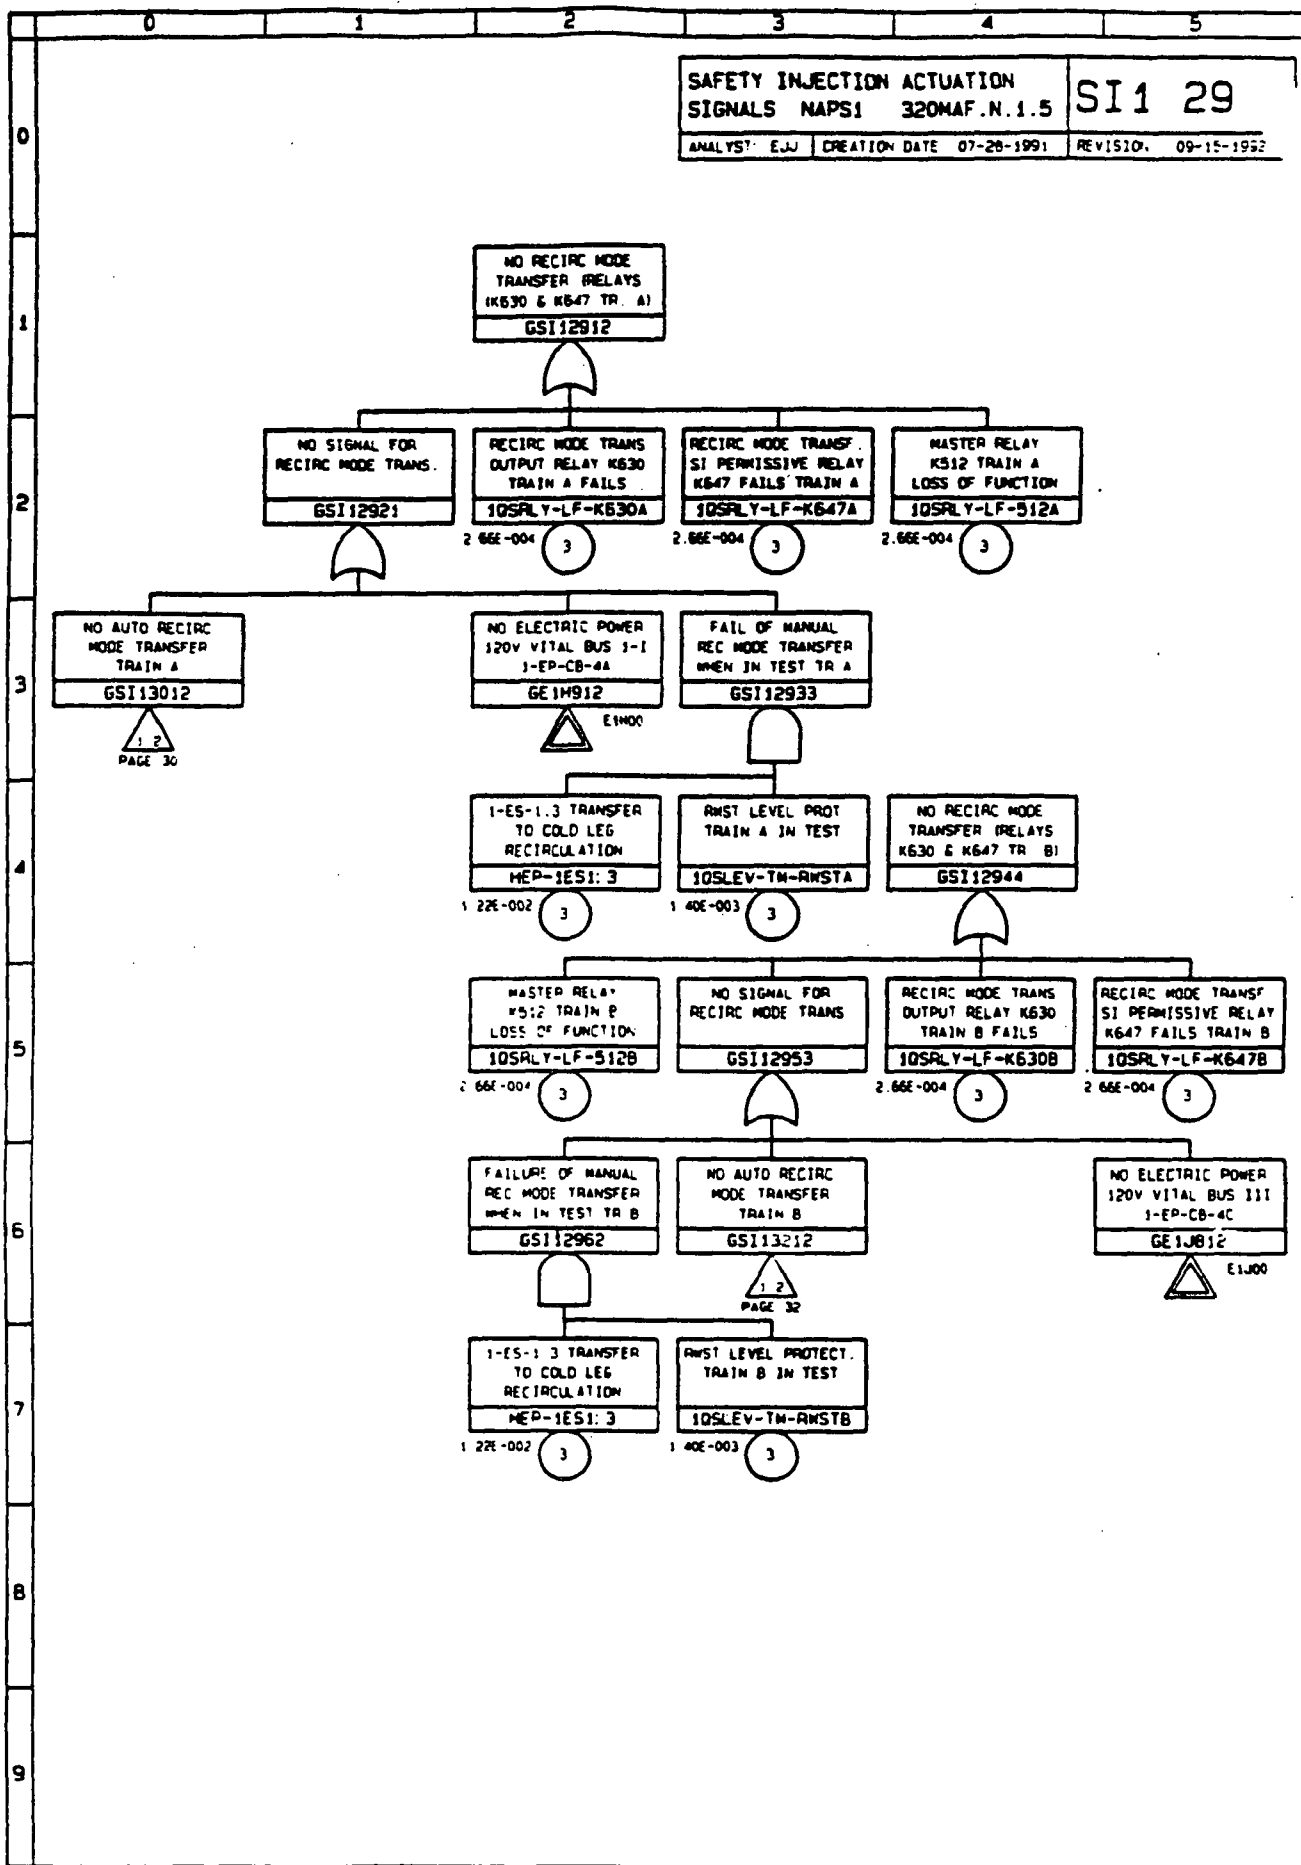 0 1 2 3 4 5
SAFETY INJECTION ACTUATION
SIGNALS NAPS1 320MAF.N.1.5
SI1 29
ANALYST: EJJ CREATION DATE 07-28-1991 REVISION. 09-15-1992
0
NO RECIRC MODE
TRANSFER (RELAYS
(K630 & K647 TR. A)
GSI12912
1
NO SIGNAL FOR
RECIRC MODE TRANS.
GSI12921
RECIRC MODE TRANS
OUTPUT RELAY K630
TRAIN A FAILS
1QSRLY-LF-K630A
2.66E-004
3
RECIRC MODE TRANSF.
SI PERMISSIVE RELAY
K647 FAILS TRAIN A
1QSRLY-LF-K647A
2.66E-004
3
MASTER RELAY
K512 TRAIN A
LOSS OF FUNCTION
1QSRLY-LF-512A
2.66E-004
3
2
NO AUTO RECIRC
MODE TRANSFER
TRAIN A
GSI13012
1.2
PAGE 30
NO ELECTRIC POWER
120V VITAL BUS 1-I
1-EP-CB-4A
GE1H912
E1H00
FAIL OF MANUAL
REC MODE TRANSFER
WHEN IN TEST TR A
GSI12933
3
1-ES-1.3 TRANSFER
TO COLD LEG
RECIRCULATION
HEP-1ES1:3
1 22E-002
3
RWST LEVEL PROT
TRAIN A IN TEST
1QSLEV-TM-RWSTA
1 40E-003
3
NO RECIRC MODE
TRANSFER (RELAYS
K630 & K647 TR B)
GSI12944
4
MASTER RELAY
K512 TRAIN B
LOSS OF FUNCTION
1QSRLY-LF-512B
2 66E-004
3
NO SIGNAL FOR
RECIRC MODE TRANS
GSI12953
RECIRC MODE TRANS
OUTPUT RELAY K630
TRAIN B FAILS
1QSRLY-LF-K630B
2.66E-004
3
RECIRC MODE TRANSF
SI PERMISSIVE RELAY
K647 FAILS TRAIN B
1QSRLY-LF-K647B
2 66E-004
3
5
FAILURE OF MANUAL
REC MODE TRANSFER
WHEN IN TEST TR B
GSI12962
NO AUTO RECIRC
MODE TRANSFER
TRAIN B
GSI13212
1 2
PAGE 32
NO ELECTRIC POWER
120V VITAL BUS III
1-EP-CB-4C
GE1J812
E1J00
6
1-ES-1 3 TRANSFER
TO COLD LEG
RECIRCULATION
HEP-1ES1:3
1 22E-002
3
RWST LEVEL PROTECT.
TRAIN B IN TEST
1QSLEV-TM-RWSTB
1 40E-003
3
7
8
9